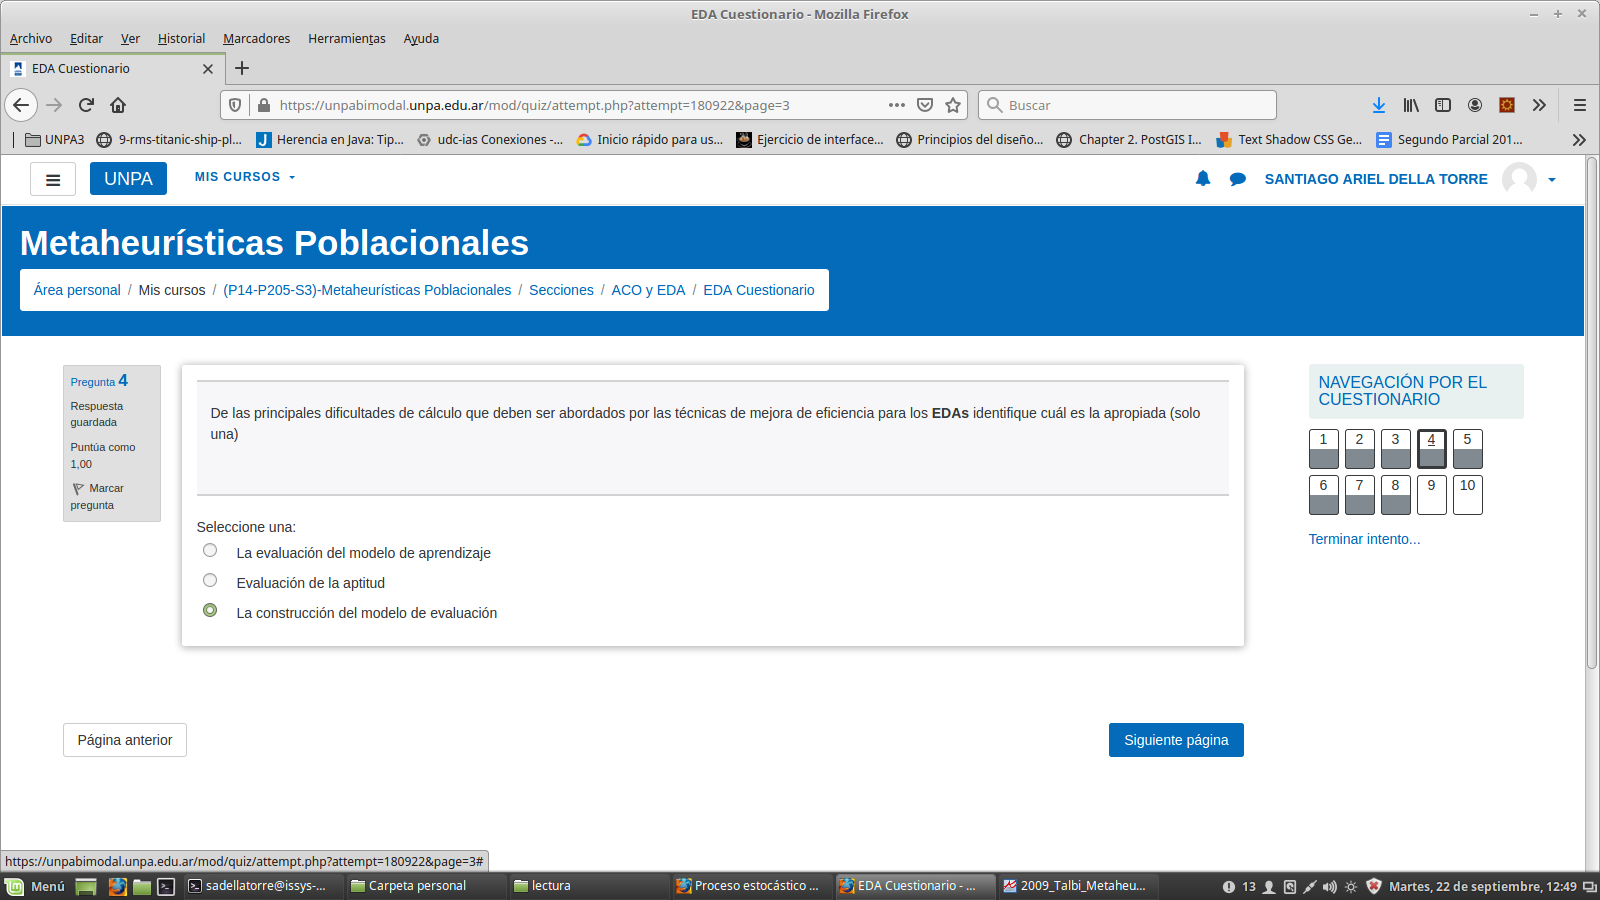 EDA Cuestionario - Mozilla Firefox
Archivo Editar Ver Historial Marcadores Herramientas Ayuda
EDA Cuestionario
https://unpabimodal.unpa.edu.ar/mod/quiz/attempt.php?attempt=180922&page=3
Buscar
UNPA3 9-rms-titanic-ship-pl... Herencia en Java: Tip... udc-ias Conexiones -... Inicio rápido para us... Ejercicio de interface... Principios del diseño... Chapter 2. PostGIS I... Text Shadow CSS Ge... Segundo Parcial 201...
UNPA MIS CURSOS SANTIAGO ARIEL DELLA TORRE
Metaheurísticas Poblacionales
Área personal / Mis cursos / (P14-P205-S3)-Metaheurísticas Poblacionales / Secciones / ACO y EDA / EDA Cuestionario
Pregunta 4
Respuesta
guardada
Puntúa como
1,00
Marcar
pregunta
De las principales dificultades de cálculo que deben ser abordados por las técnicas de mejora de eficiencia para los EDAs identifique cuál es la apropiada (solo
una)
Seleccione una:
La evaluación del modelo de aprendizaje
Evaluación de la aptitud
La construcción del modelo de evaluación
NAVEGACIÓN POR EL
CUESTIONARIO
1 2 3 4 5
6 7 8 9 10
Terminar intento...
Página anterior
Siguiente página
https://unpabimodal.unpa.edu.ar/mod/quiz/attempt.php?attempt=180922&page=3#
Menú sadellatorre@issys-... Carpeta personal lectura Proceso estocástico ... EDA Cuestionario - ... 2009_Talbi_Metaheu... 13 Martes, 22 de septiembre, 12:49